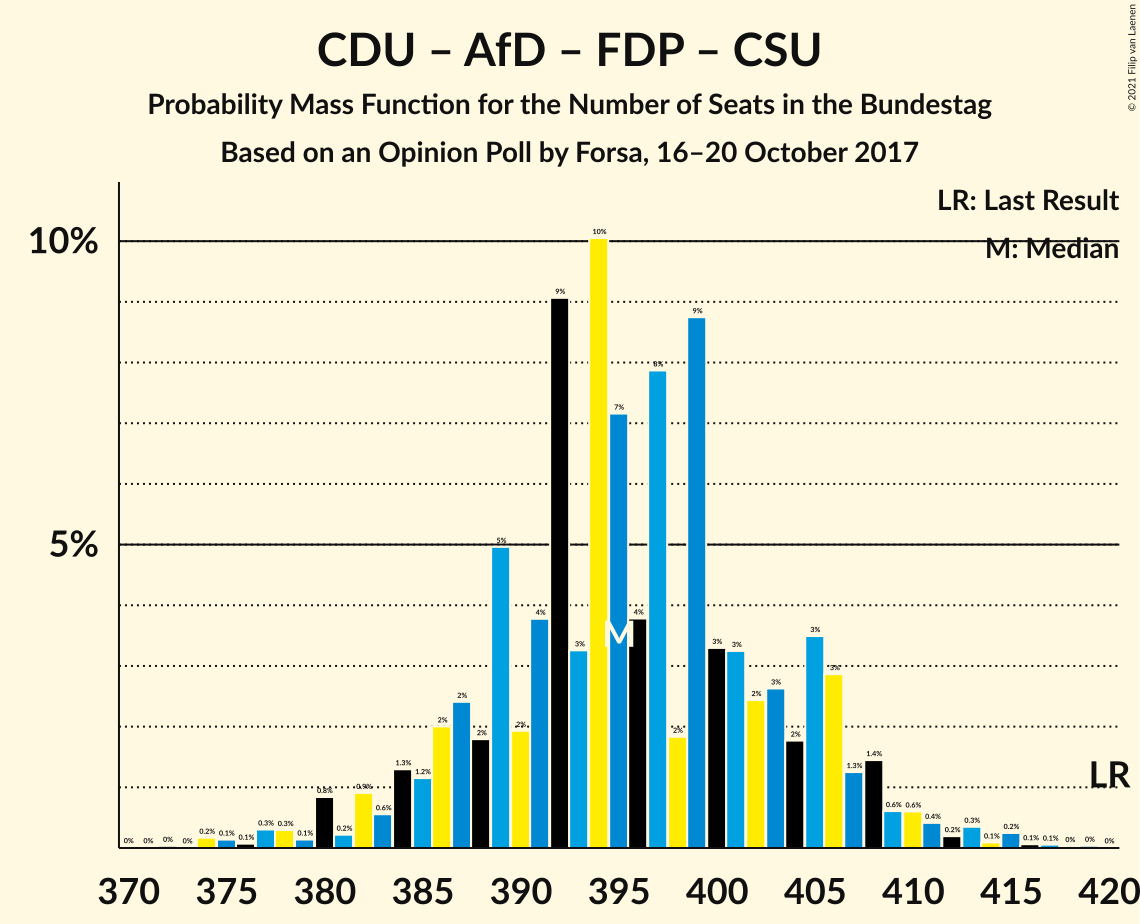 CDU – AfD – FDP – CSU
Probability Mass Function for the Number of Seats in the Bundestag
Based on an Opinion Poll by Forsa, 16–20 October 2017
© 2021 Filip van Laenen
LR: Last Result
M: Median
10%
5%
0% 0% 0% 0% 0.2% 0.1% 0.1% 0.3% 0.3% 0.1% 0.8% 0.2% 0.9% 0.6% 1.3% 1.2% 2% 2% 2% 5% 2% 4% 9% 3% 10% 7% 4% 8% 2% 9% 3% 3% 2% 3% 2% 3% 3% 1.3% 1.4% 0.6% 0.6% 0.4% 0.2% 0.3% 0.1% 0.2% 0.1% 0.1% 0% 0% 0%
M
LR
370 375 380 385 390 395 400 405 410 415 420